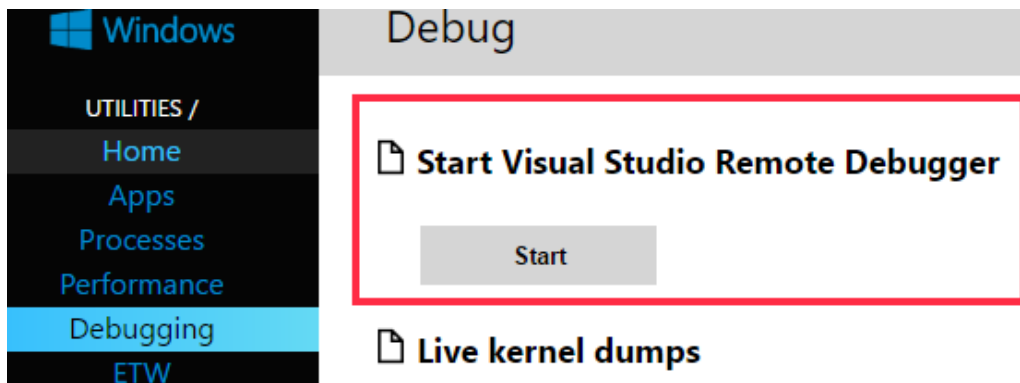 Windows
UTILITIES /
Home
Apps
Processes
Performance
Debugging
ETW
Debug
Start Visual Studio Remote Debugger
Start
Live kernel dumps